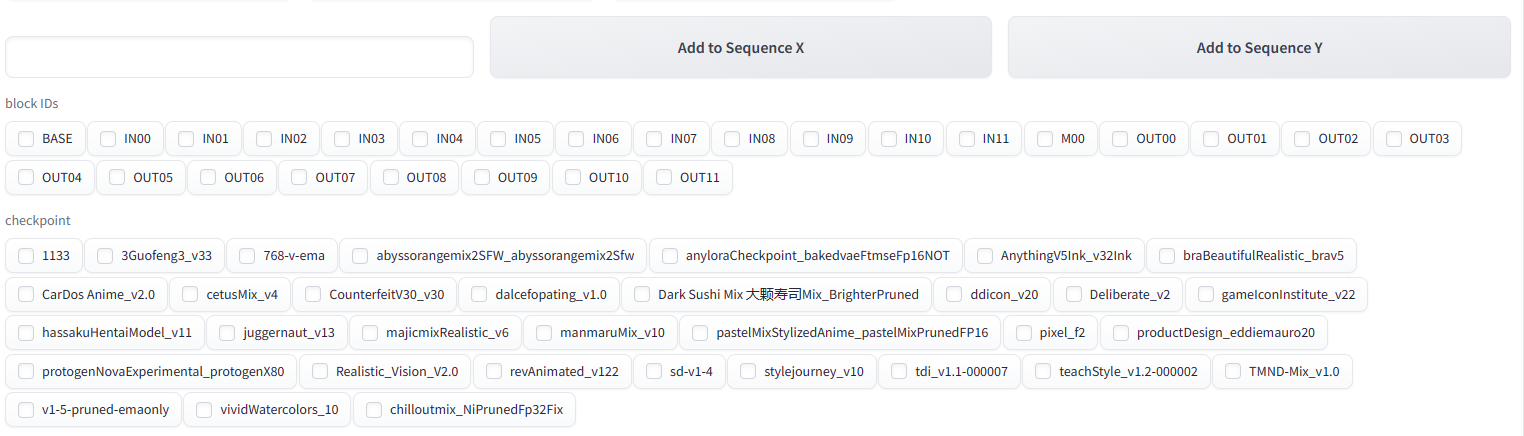 Add to Sequence X Add to Sequence Y
block IDs
BASE IN00 IN01 IN02 IN03 IN04 IN05 IN06 IN07 IN08 IN09 IN10 IN11 M00 OUT00 OUT01 OUT02 OUT03
OUT04 OUT05 OUT06 OUT07 OUT08 OUT09 OUT10 OUT11
checkpoint
1133 3Guofeng3_v33 768-v-ema abyssorangemix2SFW_abyssorangemix2Sfw anyloraCheckpoint_bakedvaeFtmseFp16NOT AnythingV5Ink_v32Ink braBeautifulRealistic_brav5
CarDos Anime_v2.0 cetusMix_v4 CounterfeitV30_v30 dalcefopating_v1.0 Dark Sushi Mix 大颗寿司Mix_BrighterPruned ddicon_v20 Deliberate_v2 gameIconInstitute_v22
hassakuHentaiModel_v11 juggernaut_v13 majicmixRealistic_v6 manmaruMix_v10 pastelMixStylizedAnime_pastelMixPrunedFP16 pixel_f2 productDesign_eddiemauro20
protogenNovaExperimental_protogenX80 Realistic_Vision_V2.0 revAnimated_v122 sd-v1-4 stylejourney_v10 tdi_v1.1-000007 teachStyle_v1.2-000002 TMND-Mix_v1.0
v1-5-pruned-emaonly vividWatercolors_10 chilloutmix_NiPrunedFp32Fix